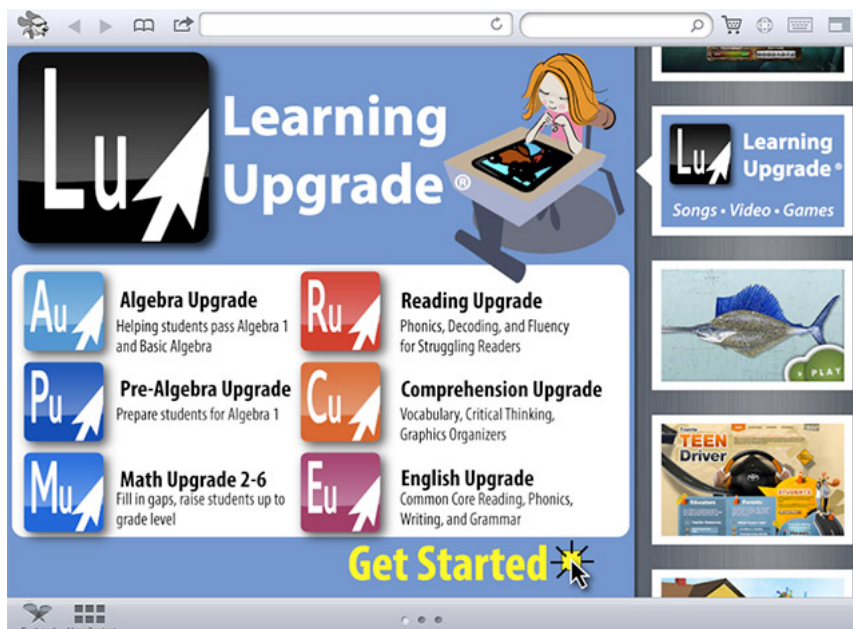 Lu
Learning
Upgrade®
Au
Algebra Upgrade
Helping students pass Algebra 1
and Basic Algebra
Pu
Pre-Algebra Upgrade
Prepare students for Algebra 1
Mu
Math Upgrade 2-6
Fill in gaps, raise students up to
grade level
Ru
Reading Upgrade
Phonics, Decoding, and Fluency
for Struggling Readers
Cu
Comprehension Upgrade
Vocabulary, Critical Thinking,
Graphics Organizers
Eu
English Upgrade
Common Core Reading, Phonics,
Writing, and Grammar
Get Started
Lu
Learning
Upgrade®
Songs • Video • Games
PLAY
TEEN
Driver
Educators
Parents
STUDENTS